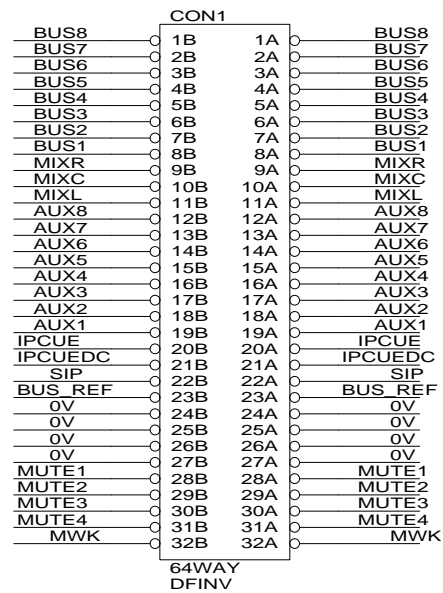 CON1
BUS8 1B 1A BUS8
BUS7 2B 2A BUS7
BUS6 3B 3A BUS6
BUS5 4B 4A BUS5
BUS4 5B 5A BUS4
BUS3 6B 6A BUS3
BUS2 7B 7A BUS2
BUS1 8B 8A BUS1
MIXR 9B 9A MIXR
MIXC 10B 10A MIXC
MIXL 11B 11A MIXL
AUX8 12B 12A AUX8
AUX7 13B 13A AUX7
AUX6 14B 14A AUX6
AUX5 15B 15A AUX5
AUX4 16B 16A AUX4
AUX3 17B 17A AUX3
AUX2 18B 18A AUX2
AUX1 19B 19A AUX1
IPCUE 20B 20A IPCUE
IPCUEDC 21B 21A IPCUEDC
SIP 22B 22A SIP
BUS_REF 23B 23A BUS_REF
0V 24B 24A 0V
0V 25B 25A 0V
0V 26B 26A 0V
0V 27B 27A 0V
MUTE1 28B 28A MUTE1
MUTE2 29B 29A MUTE2
MUTE3 30B 30A MUTE3
MUTE4 31B 31A MUTE4
MWK 32B 32A MWK
64WAY
DFINV